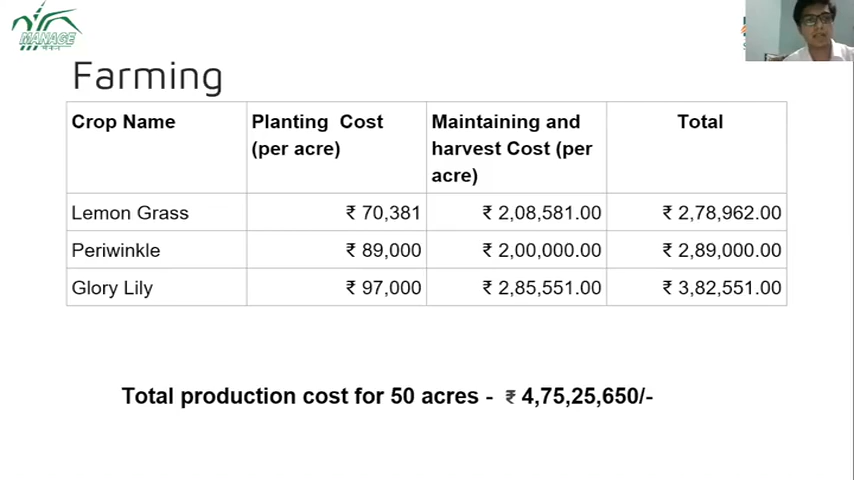 MANAGE
मैनेज
Farming
Crop Name
Planting Cost
(per acre)
Maintaining and
harvest Cost (per
acre)
Total
Lemon Grass
₹ 70,381
₹ 2,08,581.00
₹ 2,78,962.00
Periwinkle
₹ 89,000
₹ 2,00,000.00
₹ 2,89,000.00
Glory Lily
₹ 97,000
₹ 2,85,551.00
₹ 3,82,551.00
Total production cost for 50 acres - ₹ 4,75,25,650/-